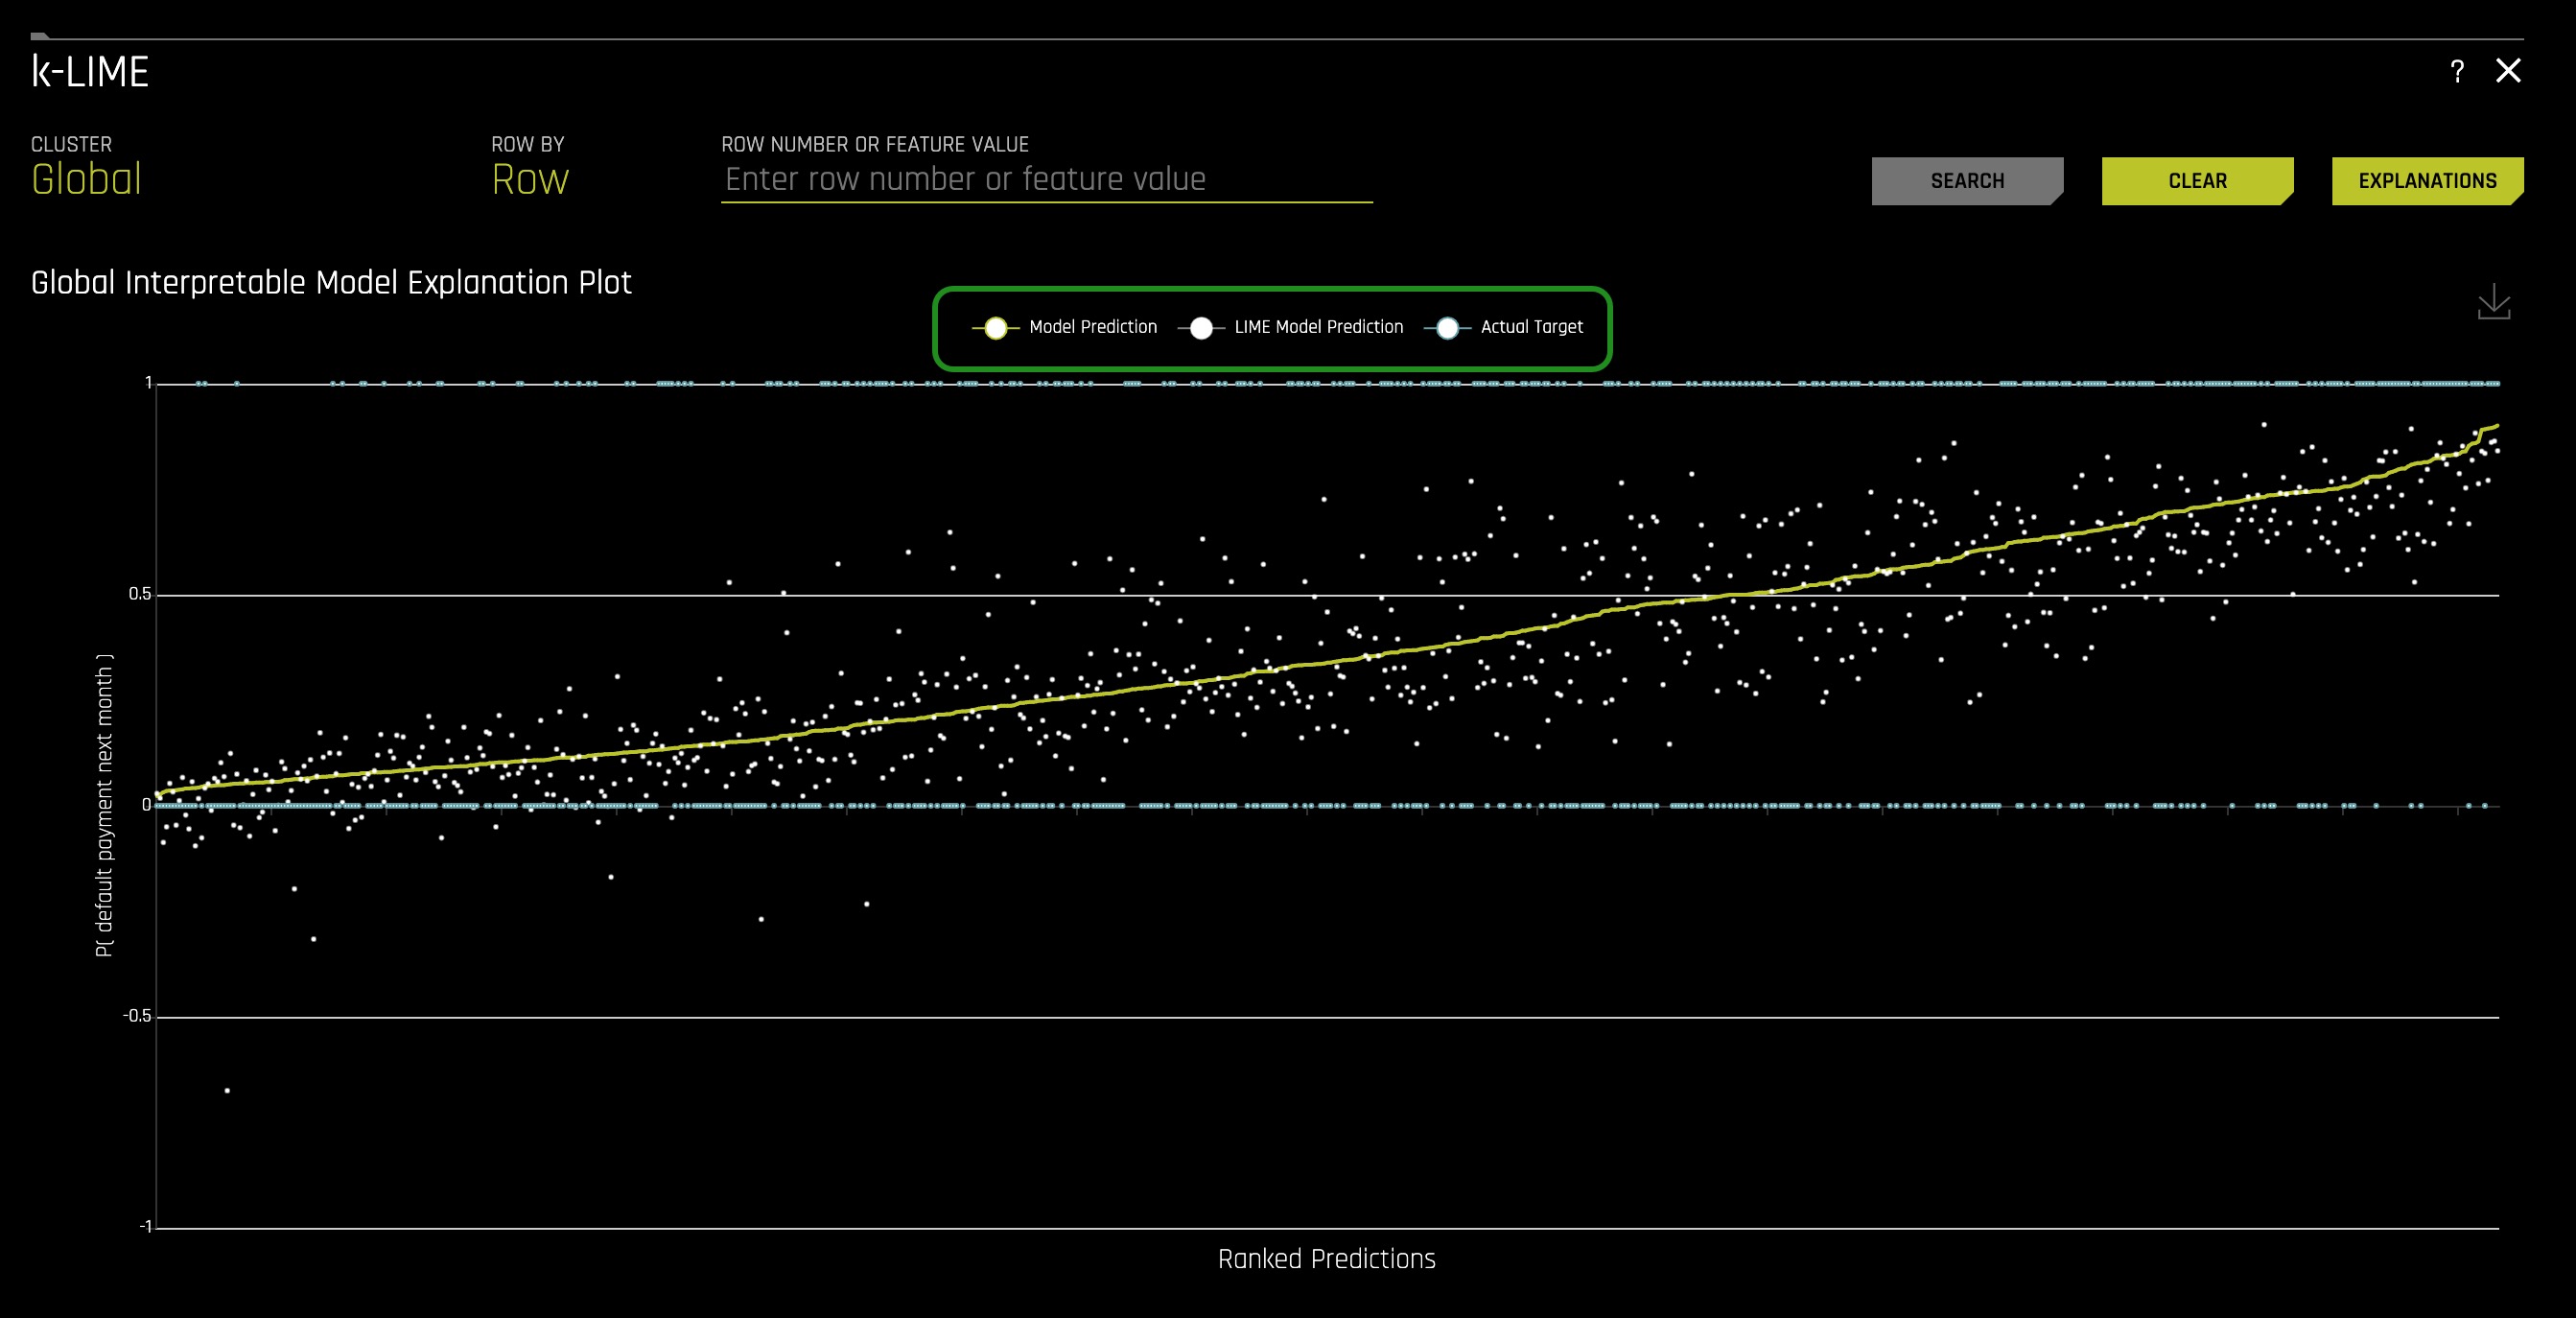 k-LIME
?
CLUSTER
Global
ROW BY
Row
ROW NUMBER OR FEATURE VALUE
Enter row number or feature value
SEARCH
CLEAR
EXPLANATIONS
Global Interpretable Model Explanation Plot
Model Prediction
LIME Model Prediction
Actual Target
1
0.5
0
-0.5
-1
P( default payment next month )
Ranked Predictions